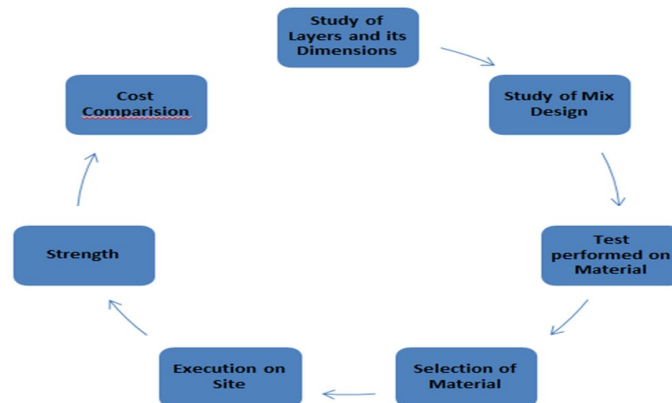 Study of
Layers and its
Dimensions
Study of Mix
Design
Test
performed on
Material
Selection of
Material
Execution on
Site
Strength
Cost
Comparision